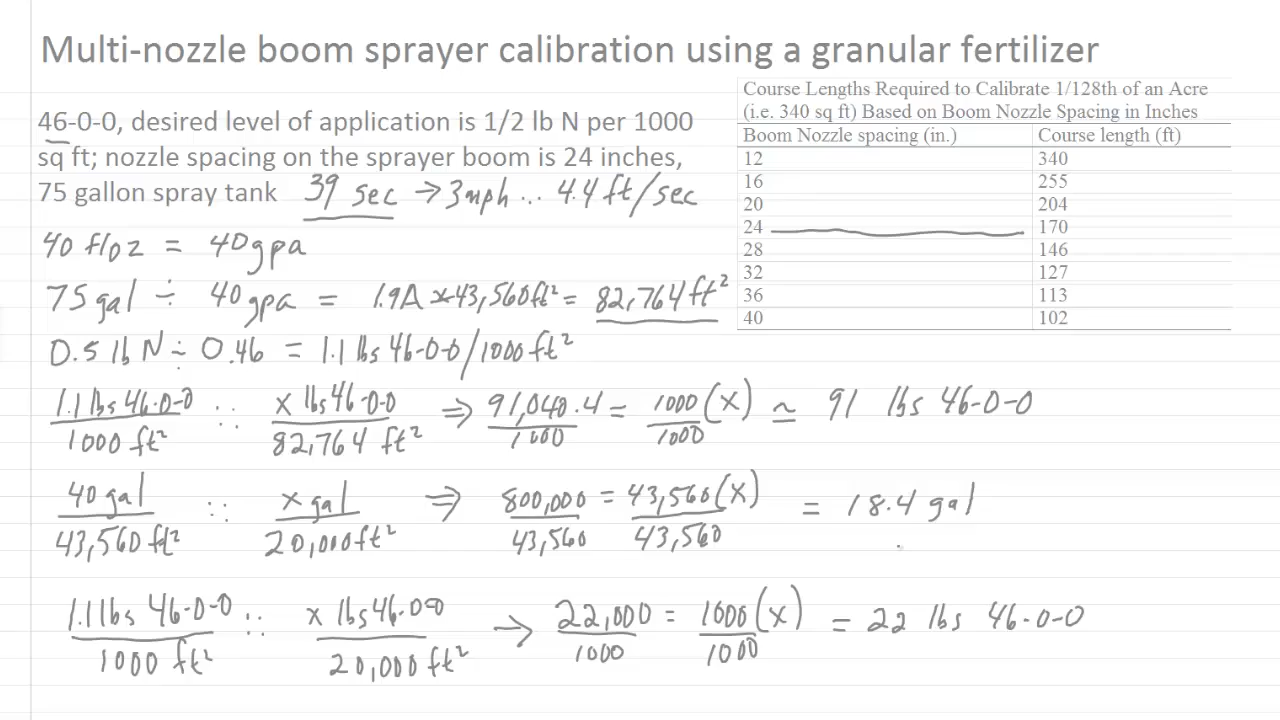 Multi-nozzle boom sprayer calibration using a granular fertilizer
46-0-0, desired level of application is 1/2 lb N per 1000
sq ft; nozzle spacing on the sprayer boom is 24 inches,
75 gallon spray tank 39 sec → 3mph ... 4.4 ft/sec
Course Lengths Required to Calibrate 1/128th of an Acre
(i.e. 340 sq ft) Based on Boom Nozzle Spacing in Inches
Boom Nozzle spacing (in.) Course length (ft)
12 340
16 255
20 204
24 170
28 146
32 127
36 113
40 102
40 fl oz = 40 gpa
75 gal ÷ 40 gpa = 1.9A × 43,560 ft² = 82,764 ft²
0.5 lb N ÷ 0.46 = 1.1 lbs 46-0-0/1000 ft²
1.1 lbs 46-0-0 :: x lbs 46-0-0 ⇒ 91,040.4 = 1000 (x) ≃ 91 lbs 46-0-0
1000 ft² 82,764 ft² 1000 1000
40 gal :: x gal ⇒ 800,000 = 43,560 (x) = 18.4 gal
43,560 ft² 20,000 ft² 43,560 43,560
1.1 lbs 46-0-0 :: x lbs 46-00 → 22,000 = 1000 (x) = 22 lbs 46-0-0
1000 ft² 20,000 ft² 1000 1000